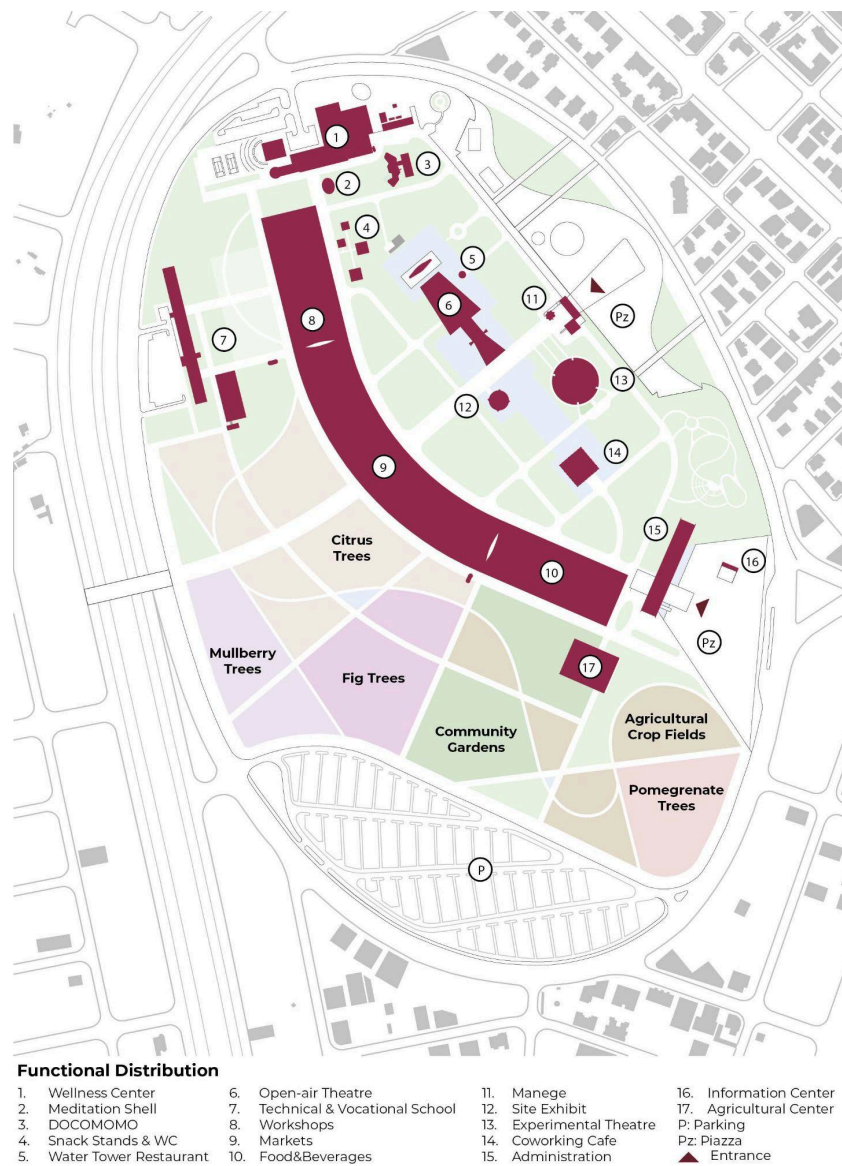 1
2
3
4
5
6
11
Pz
8
7
13
12
14
9
15
Citrus
Trees
16
10
Mullberry
Trees
Fig Trees
17
Pz
Community
Gardens
Agricultural
Crop Fields
Pomegrenate
Trees
P
Functional Distribution
1. Wellness Center
2. Meditation Shell
3. DOCOMOMO
4. Snack Stands & WC
5. Water Tower Restaurant
6. Open-air Theatre
7. Technical & Vocational School
8. Workshops
9. Markets
10. Food&Beverages
11. Manege
12. Site Exhibit
13. Experimental Theatre
14. Coworking Cafe
15. Administration
16. Information Center
17. Agricultural Center
P: Parking
Pz: Piazza
Entrance